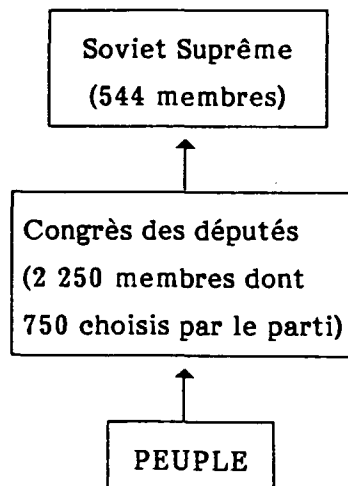 Soviet Suprême
(544 membres)
Congrès des députés
(2 250 membres dont
750 choisis par le parti)
PEUPLE